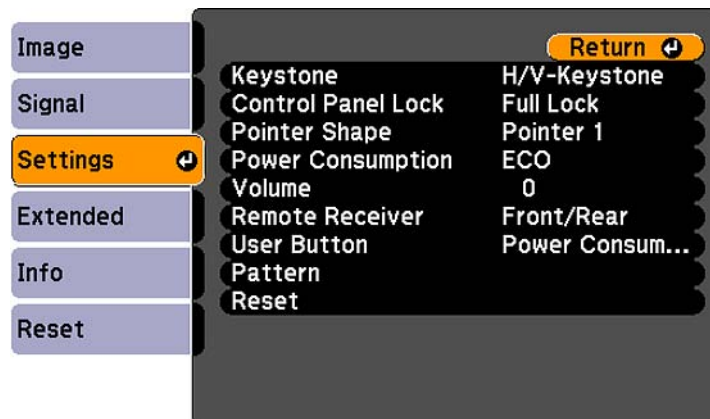 Image
Signal
Settings
Extended
Info
Reset
Return
Keystone H/V-Keystone
Control Panel Lock Full Lock
Pointer Shape Pointer 1
Power Consumption ECO
Volume 0
Remote Receiver Front/Rear
User Button Power Consum...
Pattern
Reset